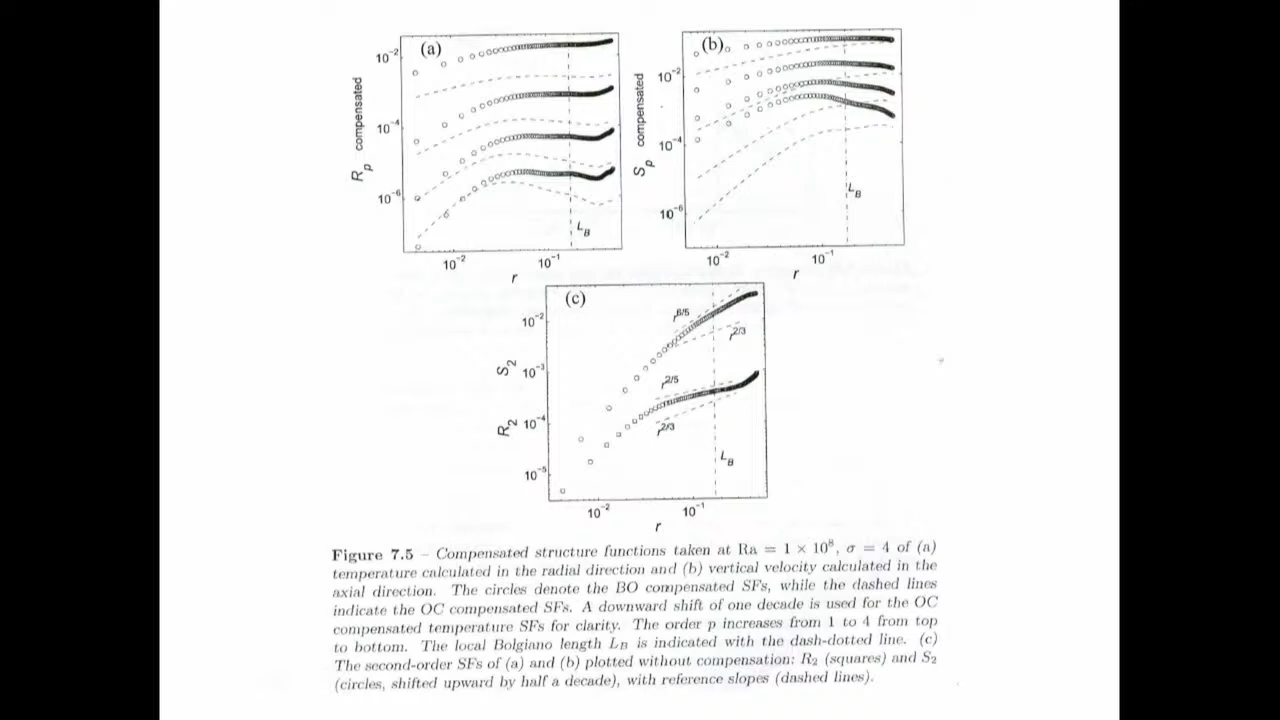 (a)
10⁻²
10⁻⁴
10⁻⁶
R_p compensated
L_B
10⁻² 10⁻¹
r
(b)
10⁻²
10⁻⁴
10⁻⁶
S_p compensated
L_B
10⁻² 10⁻¹
r
(c)
10⁻²
10⁻³
10⁻⁴
10⁻⁵
S₂
R₂
r^6/5
r^2/3
r^2/5
r^2/3
L_B
10⁻² 10⁻¹
r
Figure 7.5 – Compensated structure functions taken at Ra = 1 × 10⁸, σ = 4 of (a)
temperature calculated in the radial direction and (b) vertical velocity calculated in the
axial direction. The circles denote the BO compensated SFs, while the dashed lines
indicate the OC compensated SFs. A downward shift of one decade is used for the OC
compensated temperature SFs for clarity. The order p increases from 1 to 4 from top
to bottom. The local Bolgiano length L_B is indicated with the dash-dotted line. (c)
The second-order SFs of (a) and (b) plotted without compensation: R₂ (squares) and S₂
(circles, shifted upward by half a decade), with reference slopes (dashed lines).